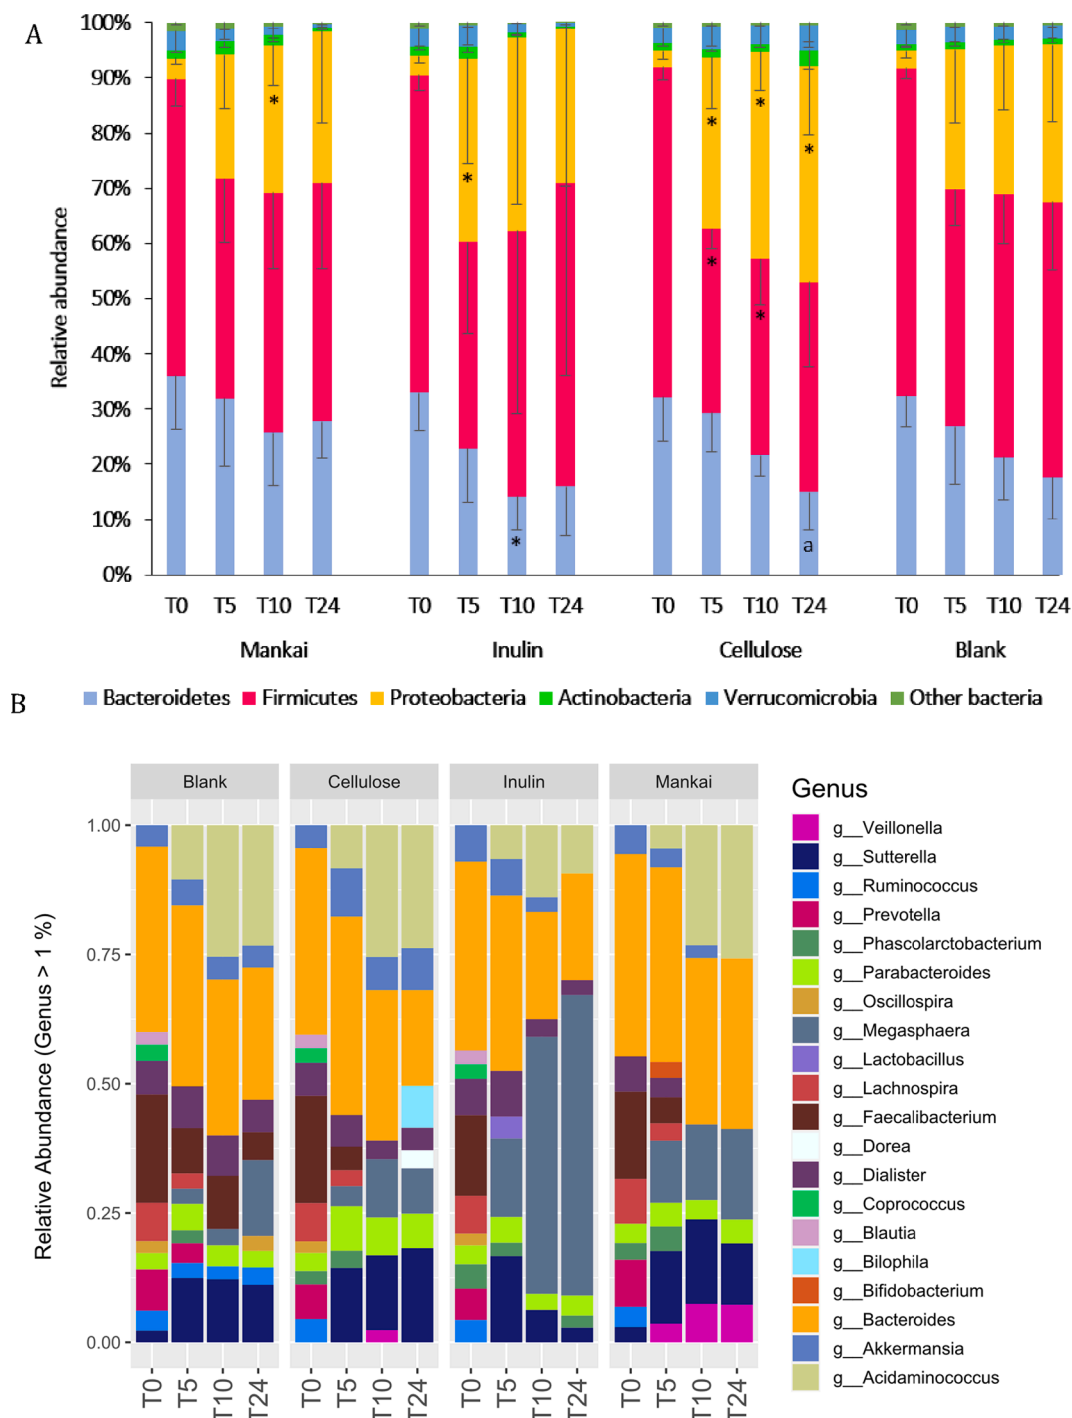 A
Relative abundance
100%
90%
80%
70%
60%
50%
40%
30%
20%
10%
0%
*
*
*
*
*
*
*
*
a
T0 T5 T10 T24 T0 T5 T10 T24 T0 T5 T10 T24 T0 T5 T10 T24
Mankai Inulin Cellulose Blank
Bacteroidetes Firmicutes Proteobacteria Actinobacteria Verrucomicrobia Other bacteria
B
Blank Cellulose Inulin Mankai
Relative Abundance (Genus > 1 %)
1.00
0.75
0.50
0.25
0.00
T0 T5 T10 T24 T0 T5 T10 T24 T0 T5 T10 T24 T0 T5 T10 T24
Genus
g__Veillonella
g__Sutterella
g__Ruminococcus
g__Prevotella
g__Phascolarctobacterium
g__Parabacteroides
g__Oscillospira
g__Megasphaera
g__Lactobacillus
g__Lachnospira
g__Faecalibacterium
g__Dorea
g__Dialister
g__Coprococcus
g__Blautia
g__Bilophila
g__Bifidobacterium
g__Bacteroides
g__Akkermansia
g__Acidaminococcus